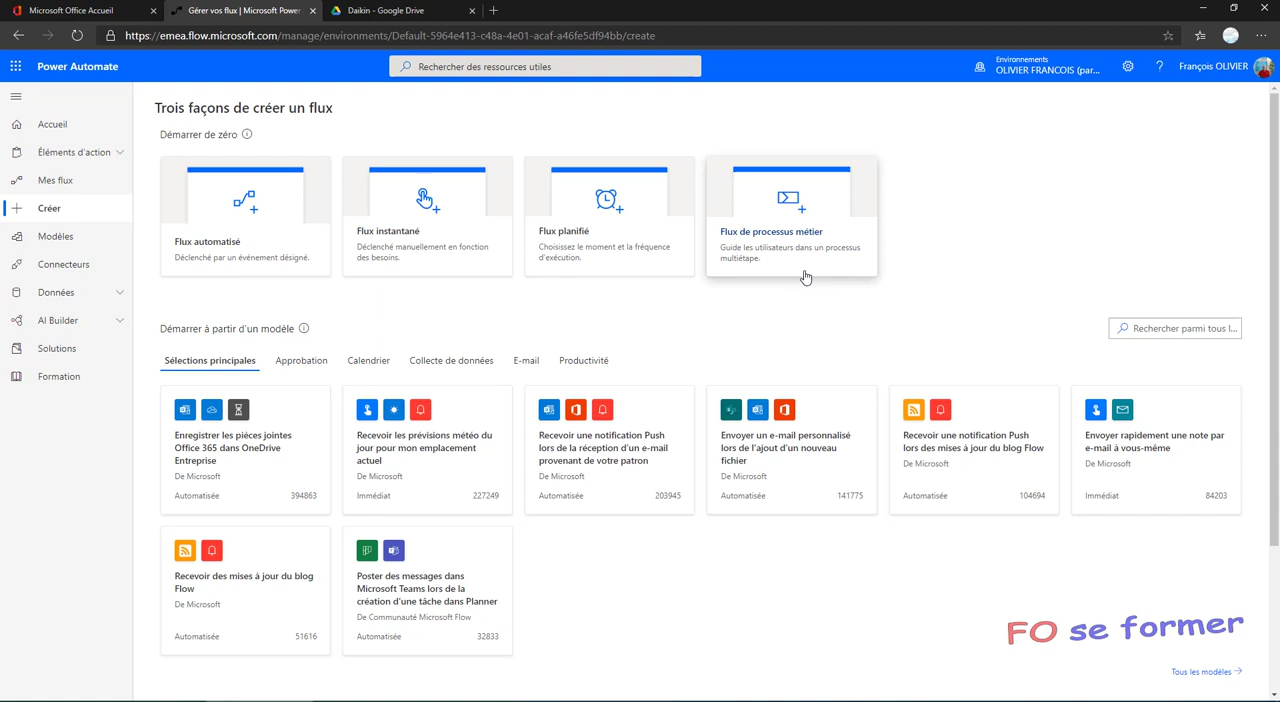 Microsoft Office Accueil
Gérer vos flux | Microsoft Power
Daikin - Google Drive
https://emea.flow.microsoft.com/manage/environments/Default-5964e413-c48a-4e01-acaf-a46fe5df94bb/create
Power Automate
Rechercher des ressources utiles
Environnements
OLIVIER FRANCOIS (par...
François OLIVIER
Accueil
Éléments d'action
Mes flux
Créer
Modèles
Connecteurs
Données
AI Builder
Solutions
Formation
Trois façons de créer un flux
Démarrer de zéro
Flux automatisé
Déclenché par un événement désigné.
Flux instantané
Déclenché manuellement en fonction
des besoins.
Flux planifié
Choisissez le moment et la fréquence
d'exécution.
Flux de processus métier
Guide les utilisateurs dans un processus
multiétape.
Démarrer à partir d'un modèle
Rechercher parmi tous l...
Sélections principales
Approbation
Calendrier
Collecte de données
E-mail
Productivité
Enregistrer les pièces jointes
Office 365 dans OneDrive
Entreprise
De Microsoft
Automatisée 394863
Recevoir les prévisions météo du
jour pour mon emplacement
actuel
De Microsoft
Immédiat 227249
Recevoir une notification Push
lors de la réception d'un e-mail
provenant de votre patron
De Microsoft
Automatisée 203945
Envoyer un e-mail personnalisé
lors de l'ajout d'un nouveau
fichier
De Microsoft
Automatisée 141775
Recevoir une notification Push
lors des mises à jour du blog Flow
De Microsoft
Automatisée 104694
Envoyer rapidement une note par
e-mail à vous-même
De Microsoft
Immédiat 84203
Recevoir des mises à jour du blog
Flow
De Microsoft
Automatisée 51616
Poster des messages dans
Microsoft Teams lors de la
création d'une tâche dans Planner
De Communauté Microsoft Flow
Automatisée 32833
FO se former
Tous les modèles